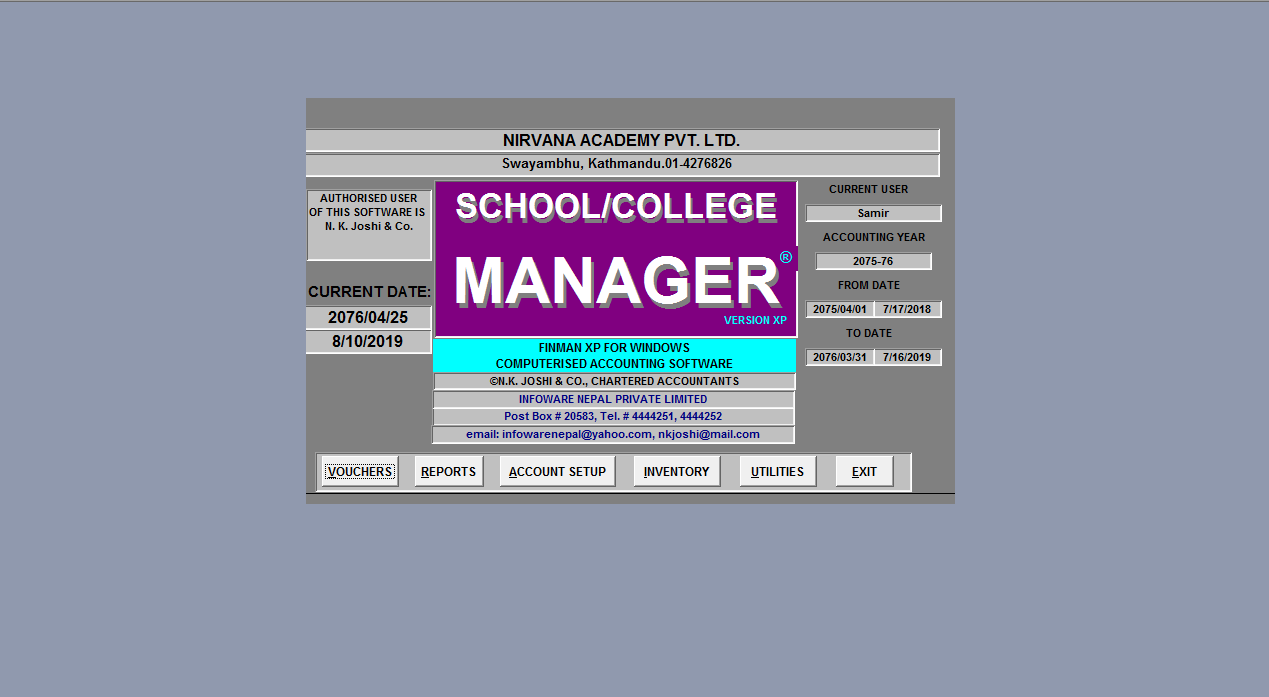 NIRVANA ACADEMY PVT. LTD.
Swayambhu, Kathmandu.01-4276826
AUTHORISED USER
OF THIS SOFTWARE IS
N. K. Joshi & Co.
CURRENT DATE:
2076/04/25
8/10/2019
SCHOOL/COLLEGE
MANAGER®
VERSION XP
FINMAN XP FOR WINDOWS
COMPUTERISED ACCOUNTING SOFTWARE
©N.K. JOSHI & CO., CHARTERED ACCOUNTANTS
INFOWARE NEPAL PRIVATE LIMITED
Post Box # 20583, Tel. # 4444251, 4444252
email: infowarenepal@yahoo.com, nkjoshi@mail.com
CURRENT USER
Samir
ACCOUNTING YEAR
2075-76
FROM DATE
2075/04/01 7/17/2018
TO DATE
2076/03/31 7/16/2019
VOUCHERS REPORTS ACCOUNT SETUP INVENTORY UTILITIES EXIT